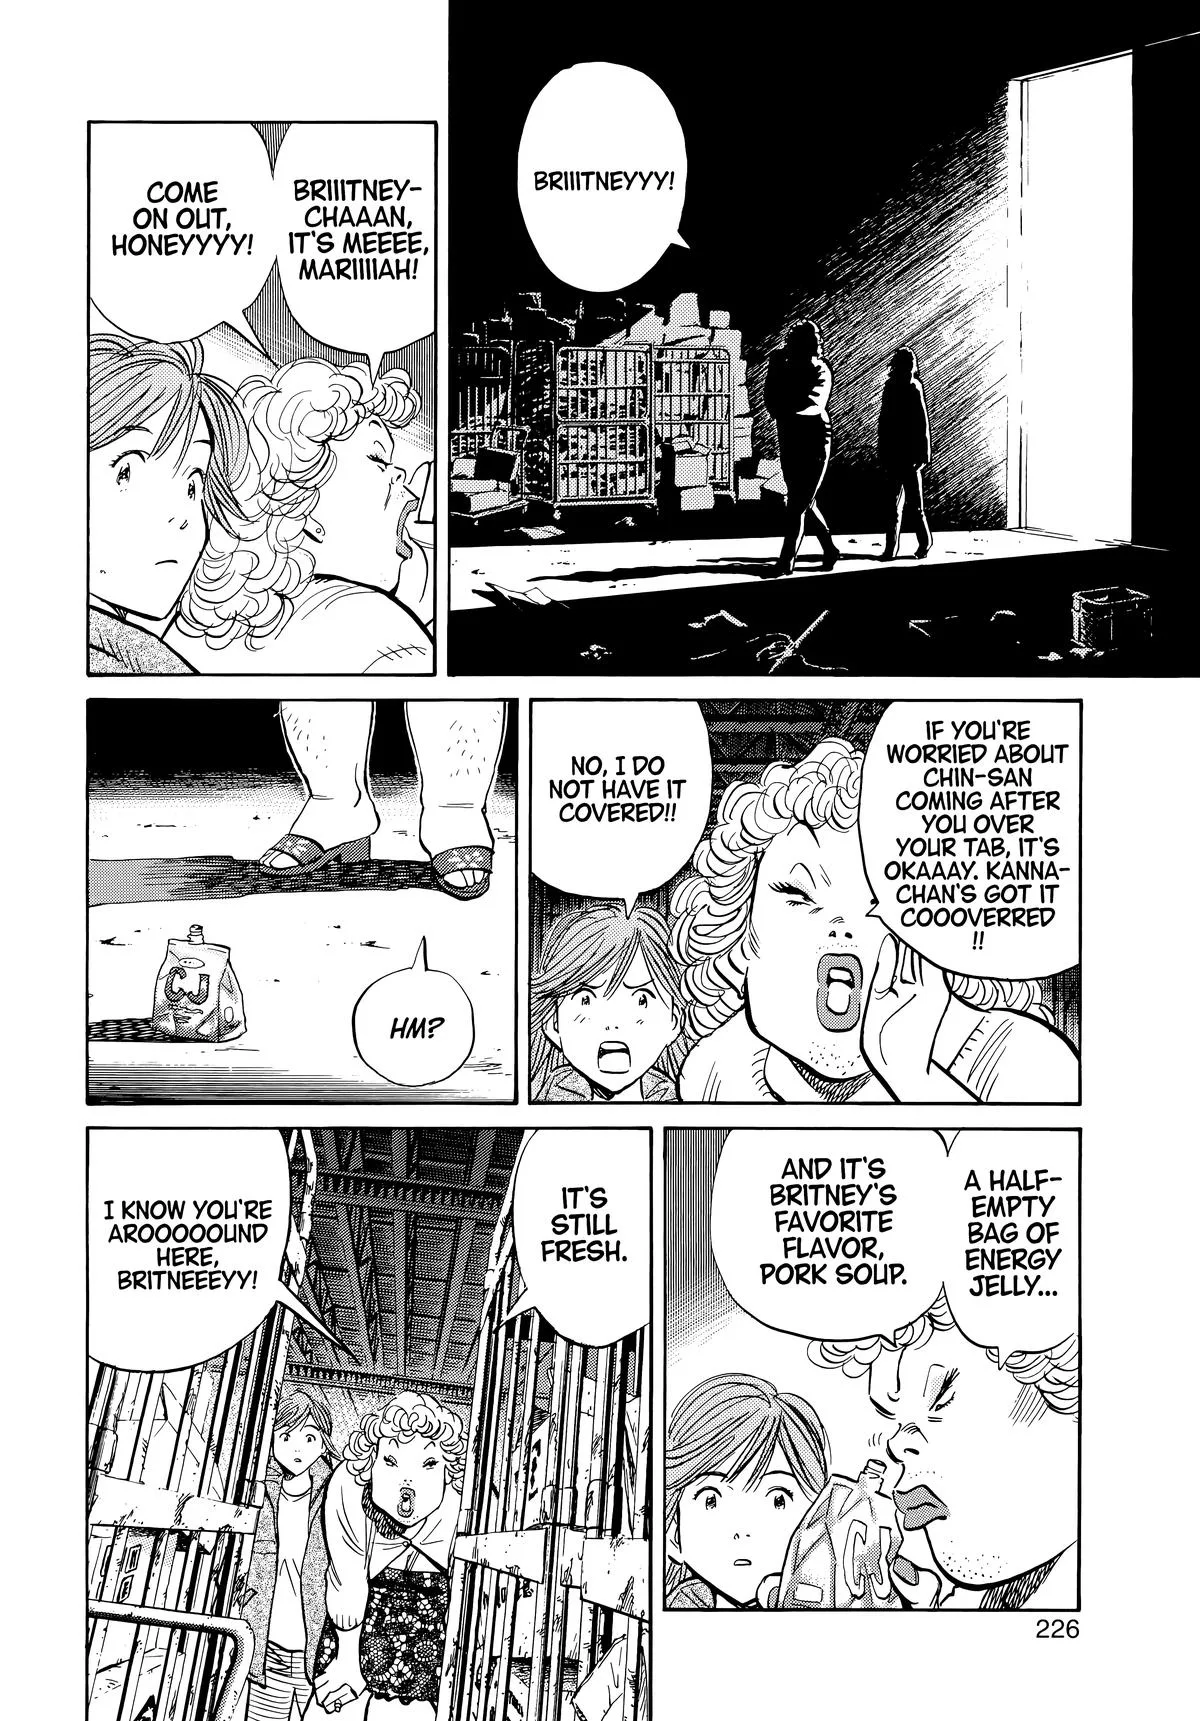 BRIIITNEYYY!
BRIIITNEY-
CHAAAN,
IT'S MEEEE,
MARIIIIAH!
COME
ON OUT,
HONEYYYY!
IF YOU'RE
WORRIED ABOUT
CHIN-SAN
COMING AFTER
YOU OVER
YOUR TAB, IT'S
OKAAAY. KANNA-
CHAN'S GOT IT
COOOVERRED
!!
NO, I DO
NOT HAVE IT
COVERED!!
HM?
CJ
A HALF-
EMPTY
BAG OF
ENERGY
JELLY...
AND IT'S
BRITNEY'S
FAVORITE
FLAVOR,
PORK SOUP.
CJ
IT'S
STILL
FRESH.
I KNOW YOU'RE
AROOOOOUND
HERE,
BRITNEEEYY!
226